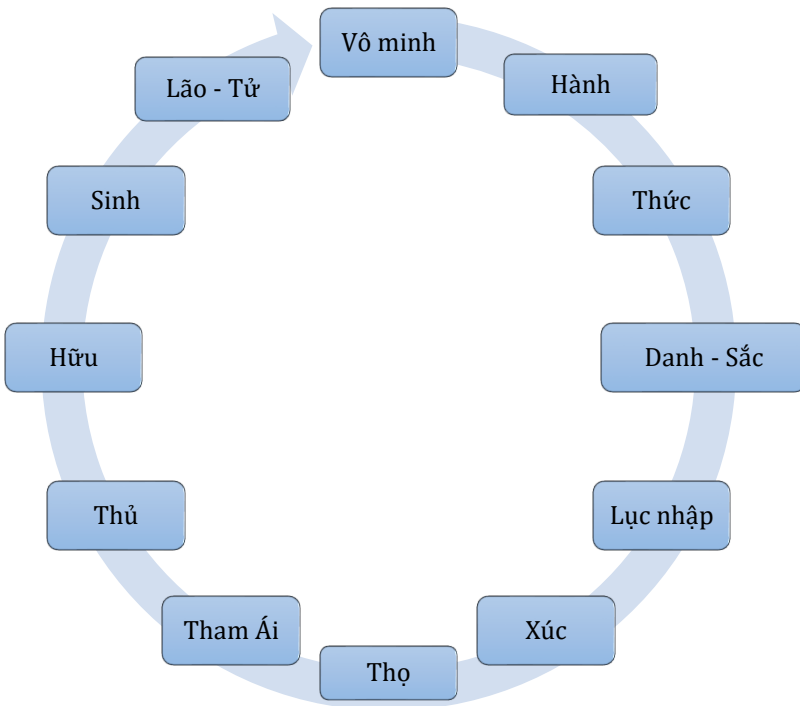 Vô minh
Hành
Thức
Danh - Sắc
Lục nhập
Xúc
Thọ
Tham Ái
Thủ
Hữu
Sinh
Lão - Tử